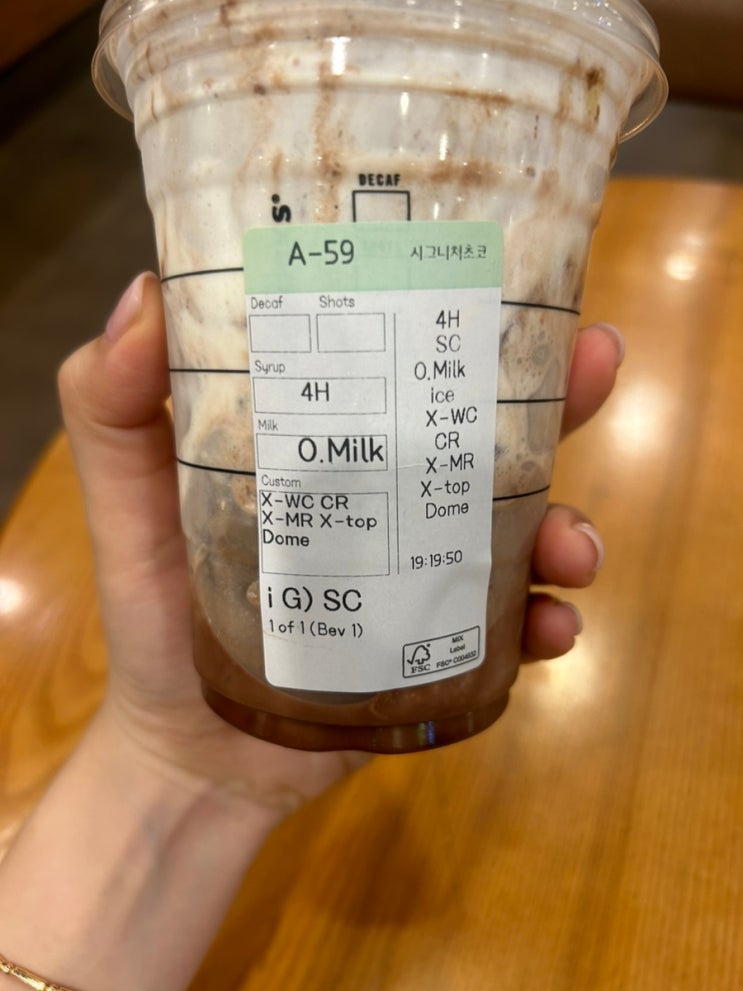 DECAF
S
A-59 시그니처초코
Decaf Shots
Syrup
4H
Milk
O.Milk
Custom
X-WC CR
X-MR X-top
Dome
4H
SC
O.Milk
ice
X-WC
CR
X-MR
X-top
Dome
19:19:50
i G) SC
1 of 1 (Bev 1)
FSC
MIX
Label